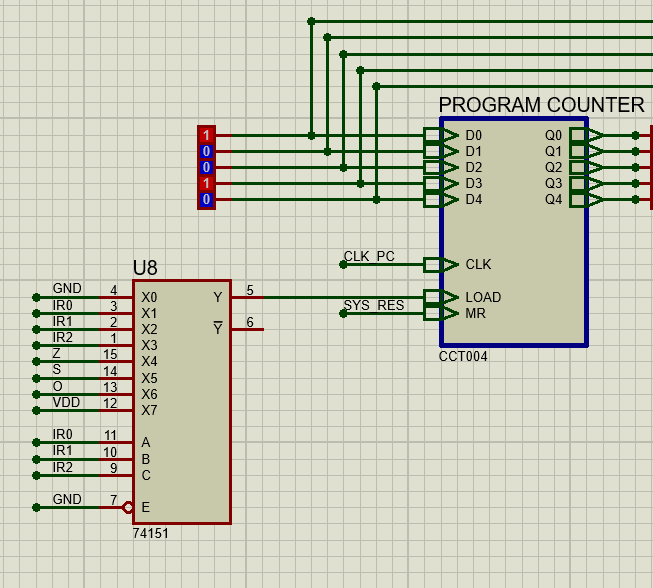 PROGRAM COUNTER
1 D0 Q0
0 D1 Q1
0 D2 Q2
1 D3 Q3
0 D4 Q4
CLK_PC CLK
LOAD
SYS_RES MR
CCT004
U8
GND 4 X0 Y 5
IR0 3 X1
IR1 2 X2 Y 6
IR2 1 X3
Z 15 X4
S 14 X5
O 13 X6
VDD 12 X7
IR0 11 A
IR1 10 B
IR2 9 C
GND 7 E
74151